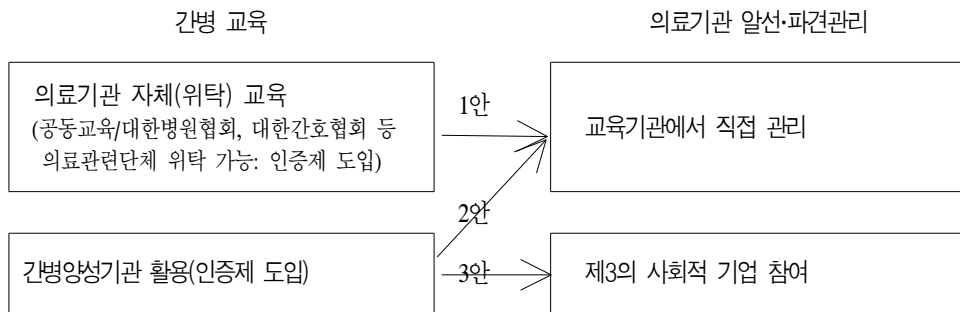 간병 교육
의료기관 알선·파견관리
의료기관 자체(위탁) 교육
(공동교육/대한병원협회, 대한간호협회 등
의료관련단체 위탁 가능: 인증제 도입)
1안
교육기관에서 직접 관리
2안
간병양성기관 활용(인증제 도입)
3안
제3의 사회적 기업 참여